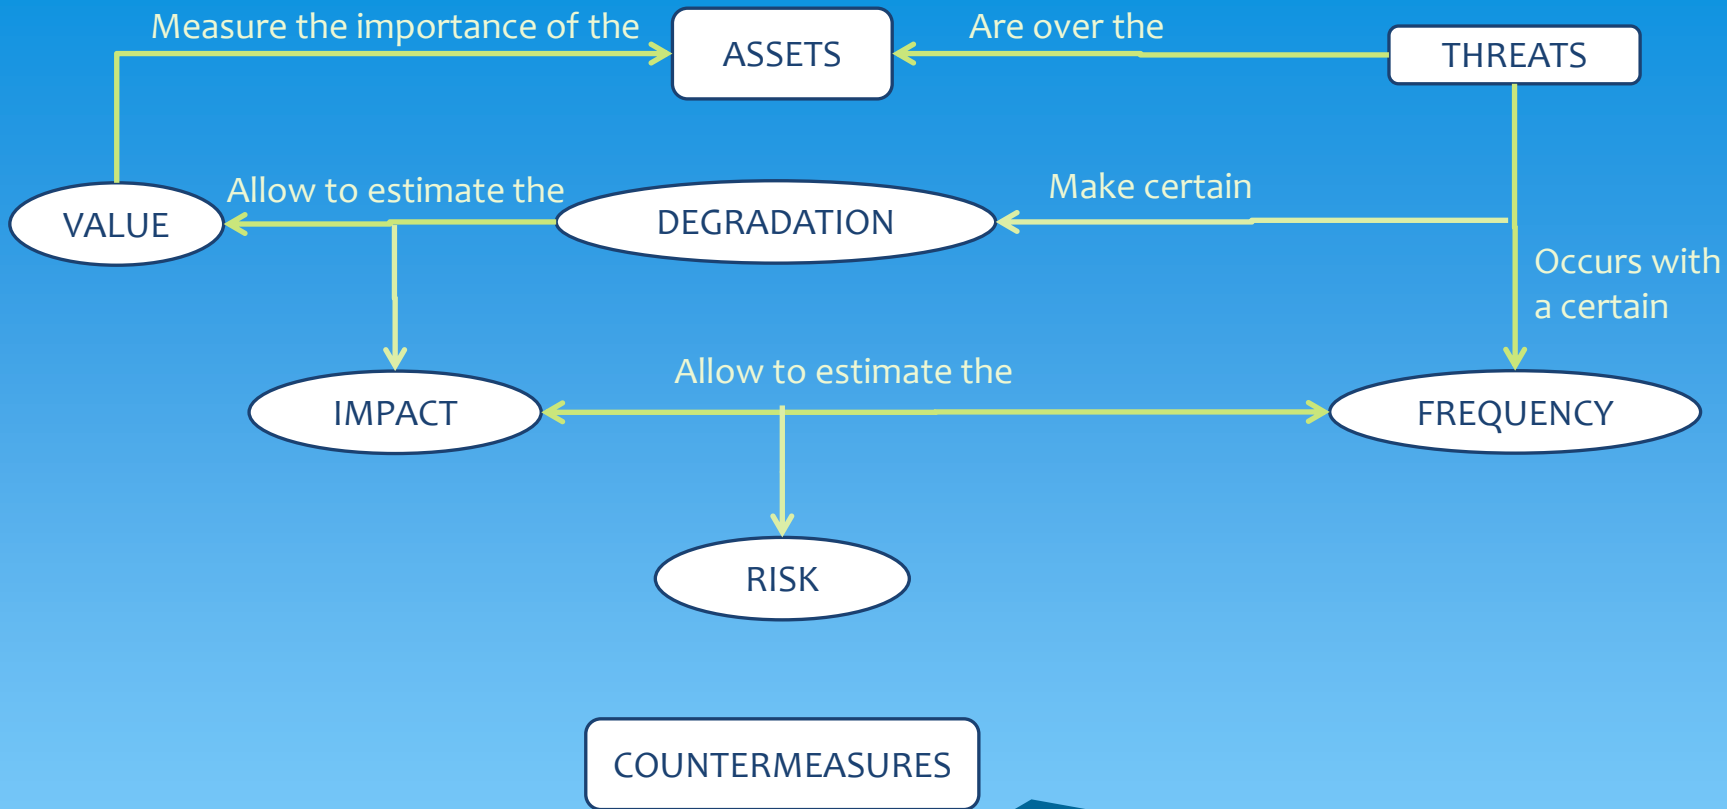 Measure the importance of the
ASSETS
Are over the
THREATS
VALUE
Allow to estimate the
DEGRADATION
Make certain
Occurs with
a certain
IMPACT
Allow to estimate the
FREQUENCY
RISK
COUNTERMEASURES